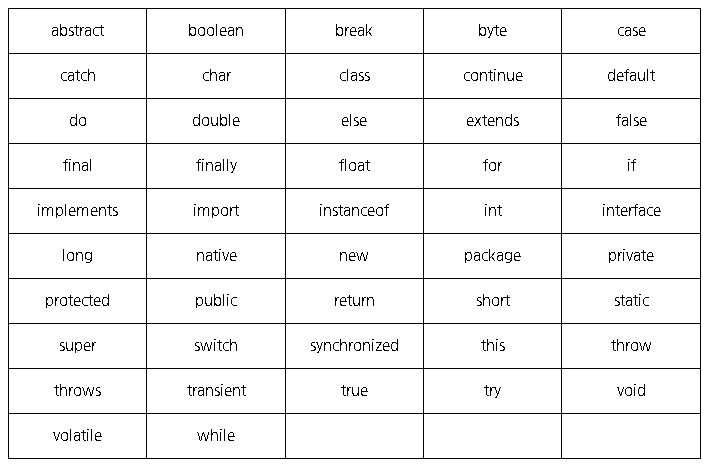 abstract boolean break byte case
catch char class continue default
do double else extends false
final finally float for if
implements import instanceof int interface
long native new package private
protected public return short static
super switch synchronized this throw
throws transient true try void
volatile while